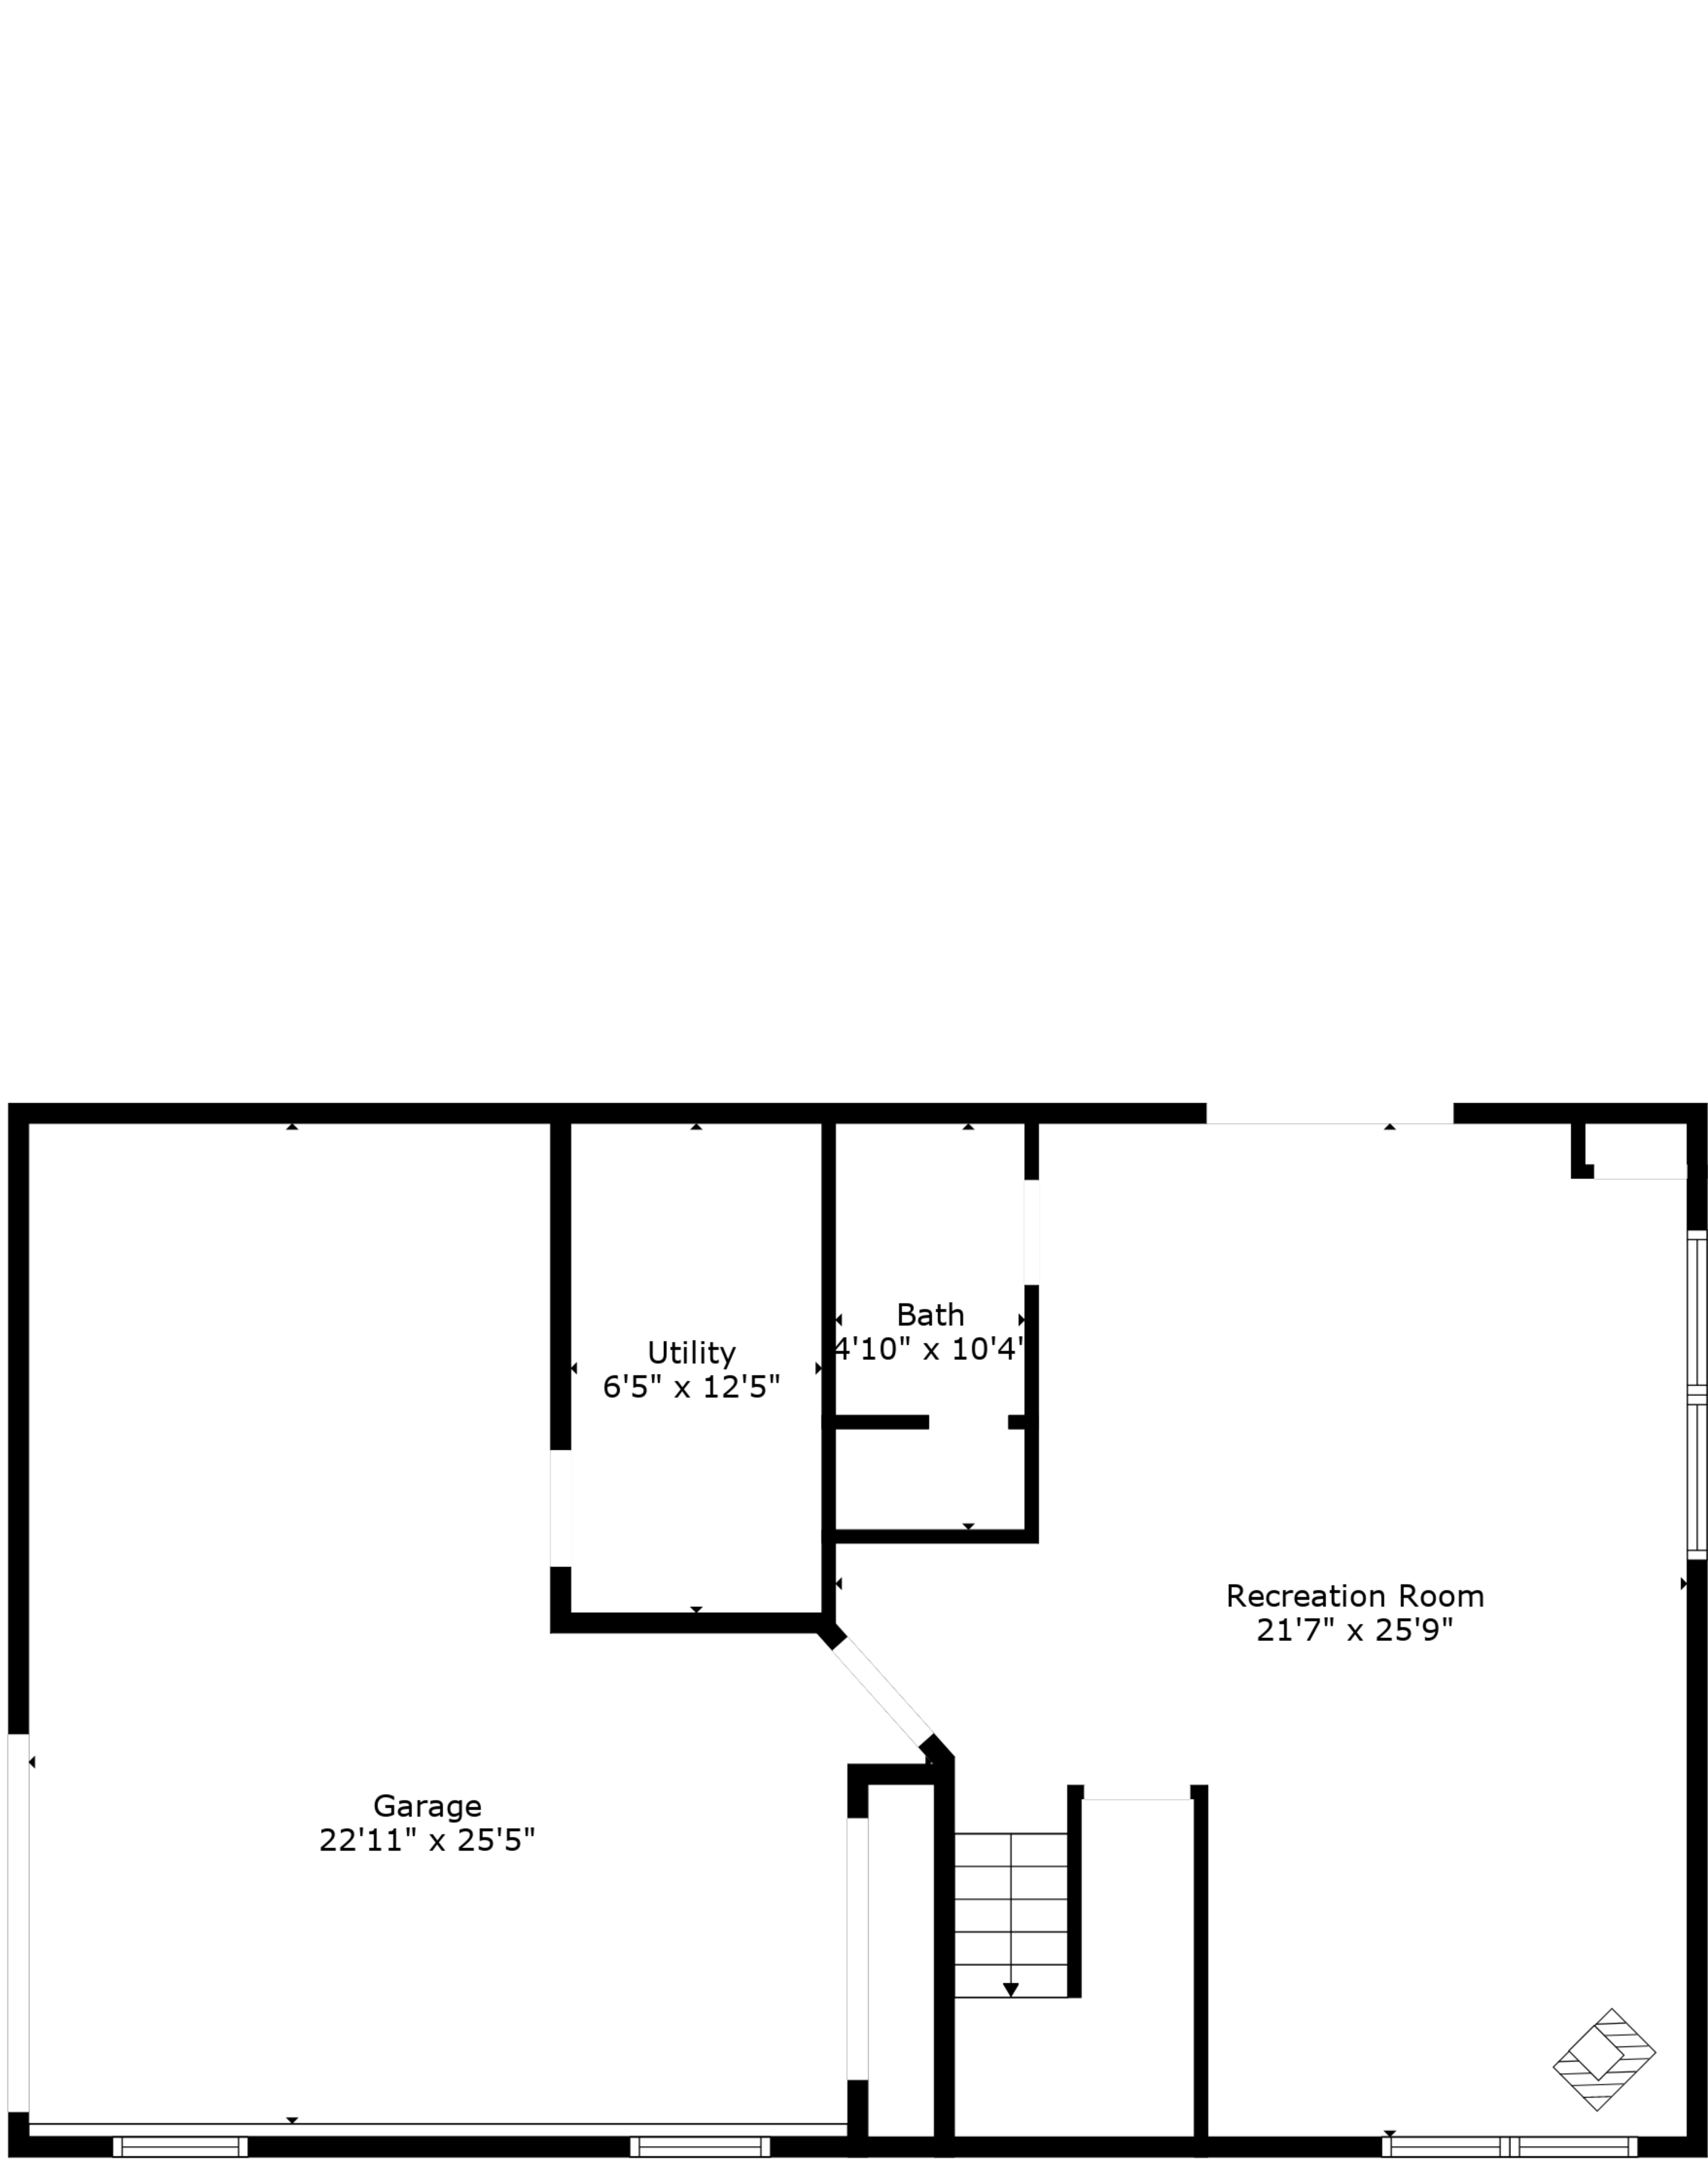 Bath
4'10" x 10'4'
Utility
6'5" x 12'5"
Recreation Room
21'7" x 25'9"
Garage
22'11" x 25'5"